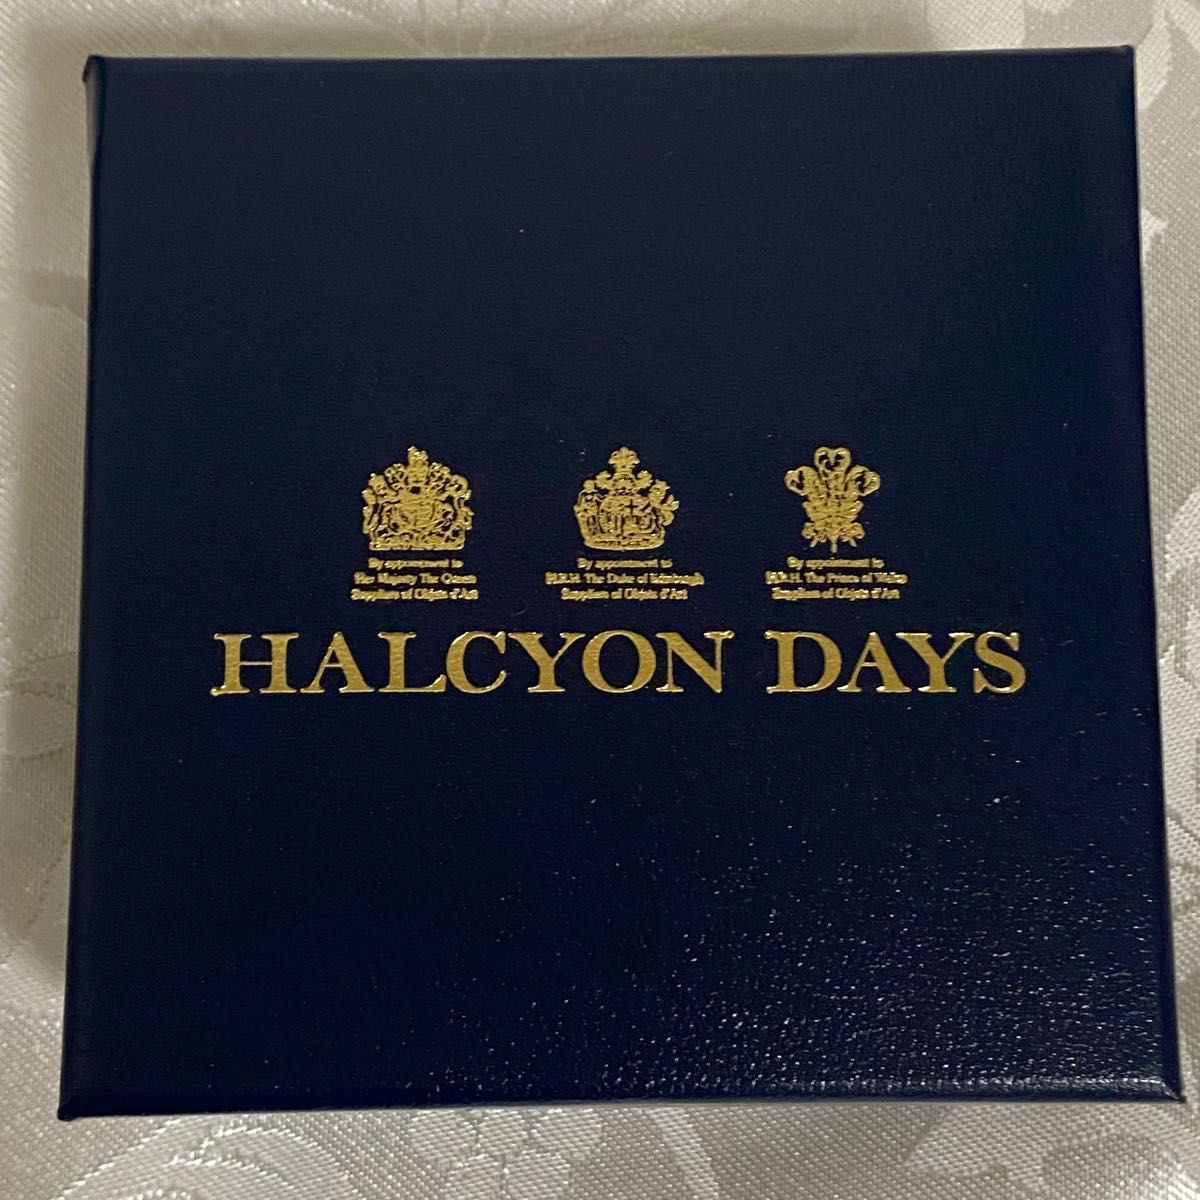 By appointment to
Her Majesty The Queen
Suppliers of Objets d'Art
By appointment to
H.R.H. The Duke of Edinburgh
Suppliers of Objets d'Art
By appointment to
H.R.H. The Prince of Wales
Suppliers of Objets d'Art
HALCYON DAYS